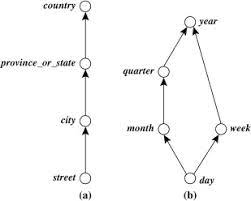 country
year
quarter
province_or_state
city
month
week
street
day
(a)
(b)